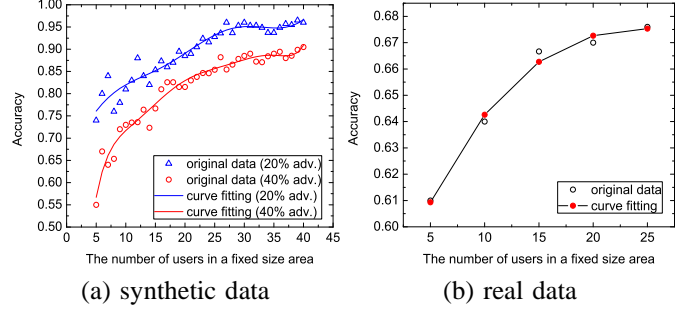 1.00
0.95
0.90
0.85
0.80
0.75
0.70
0.65
0.60
0.55
0.50
Accuracy
original data (20% adv.)
original data (40% adv.)
curve fitting (20% adv.)
curve fitting (40% adv.)
0 5 10 15 20 25 30 35 40 45
The number of users in a fixed size area
(a) synthetic data
0.68
0.67
0.66
0.65
0.64
0.63
0.62
0.61
0.60
Accuracy
original data
curve fitting
5 10 15 20 25
The number of users in a fixed size area
(b) real data